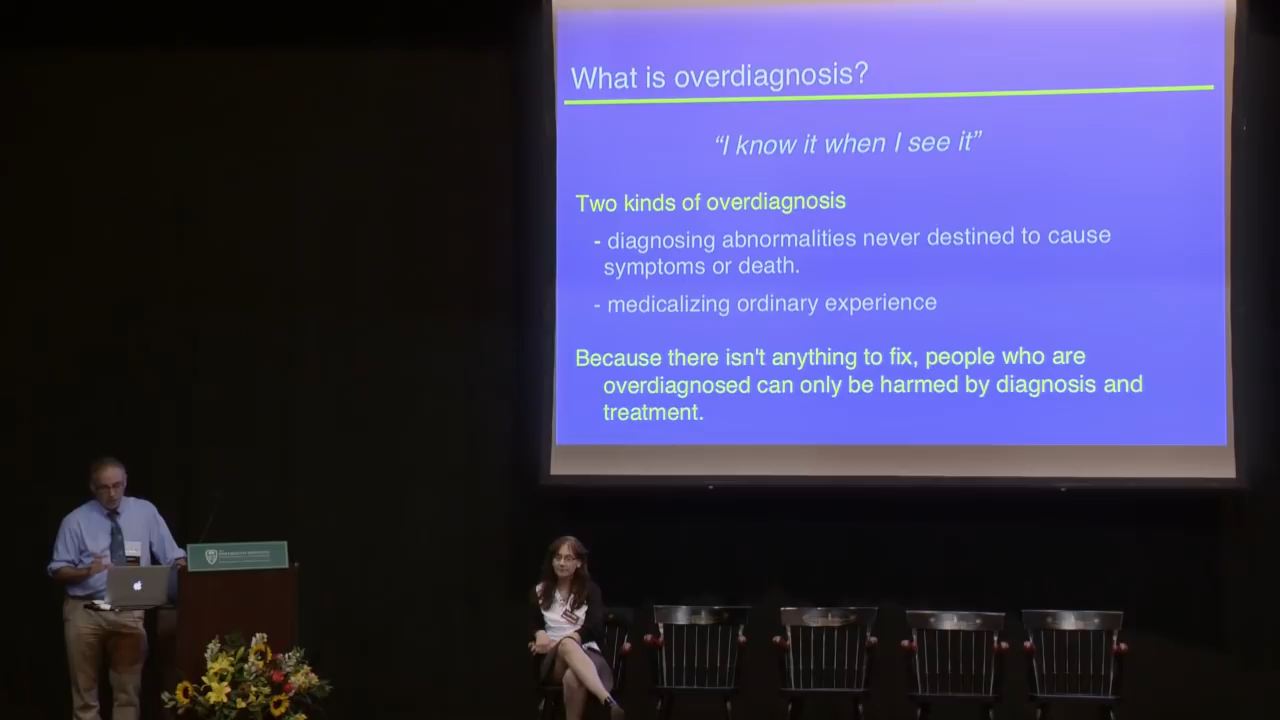 What is overdiagnosis?
“I know it when I see it”
Two kinds of overdiagnosis
- diagnosing abnormalities never destined to cause
symptoms or death.
- medicalizing ordinary experience
Because there isn't anything to fix, people who are
overdiagnosed can only be harmed by diagnosis and
treatment.